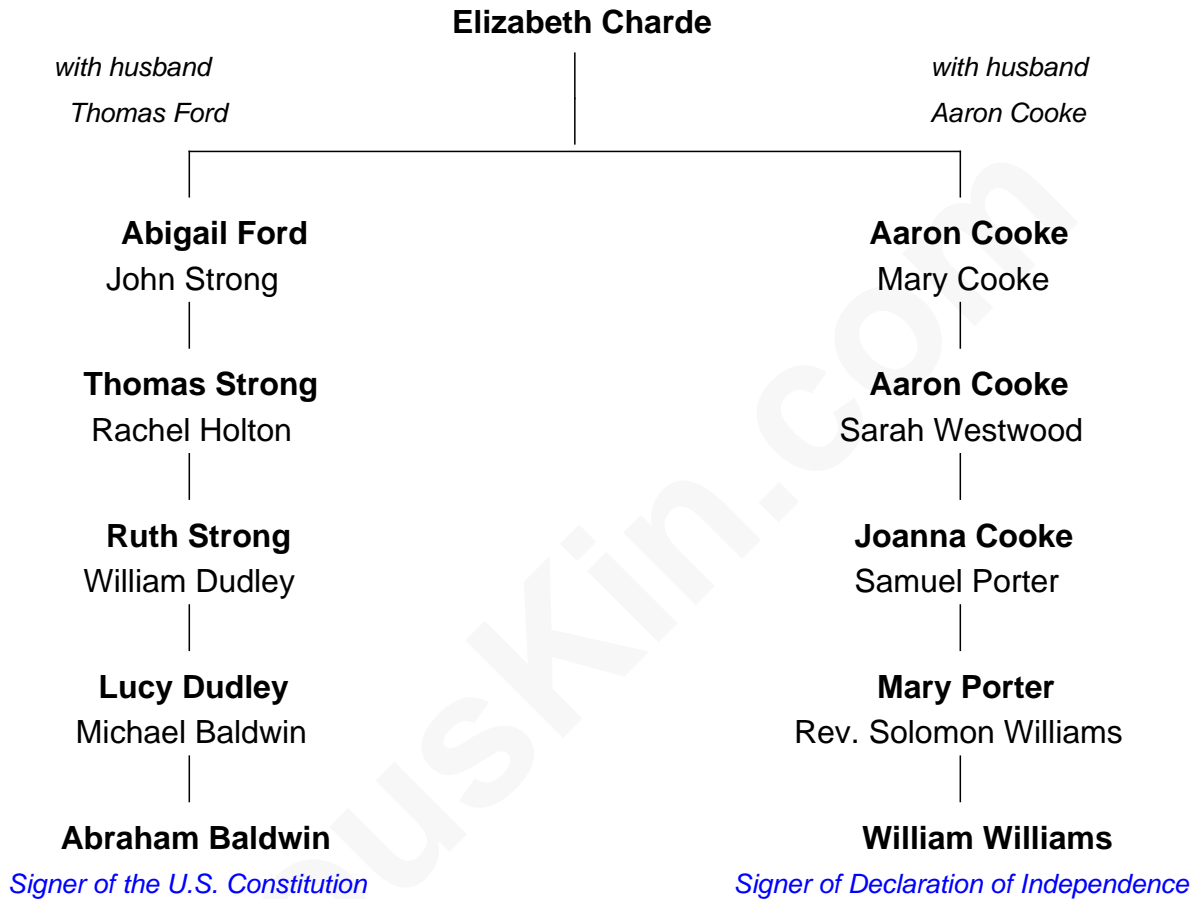 Elizabeth Charde
with husband
Thomas Ford
with husband
Aaron Cooke
Abigail Ford
John Strong
Aaron Cooke
Mary Cooke
Thomas Strong
Rachel Holton
Aaron Cooke
Sarah Westwood
Ruth Strong
William Dudley
Joanna Cooke
Samuel Porter
Lucy Dudley
Michael Baldwin
Mary Porter
Rev. Solomon Williams
Abraham Baldwin
Signer of the U.S. Constitution
William Williams
Signer of Declaration of Independence
ousKin.com